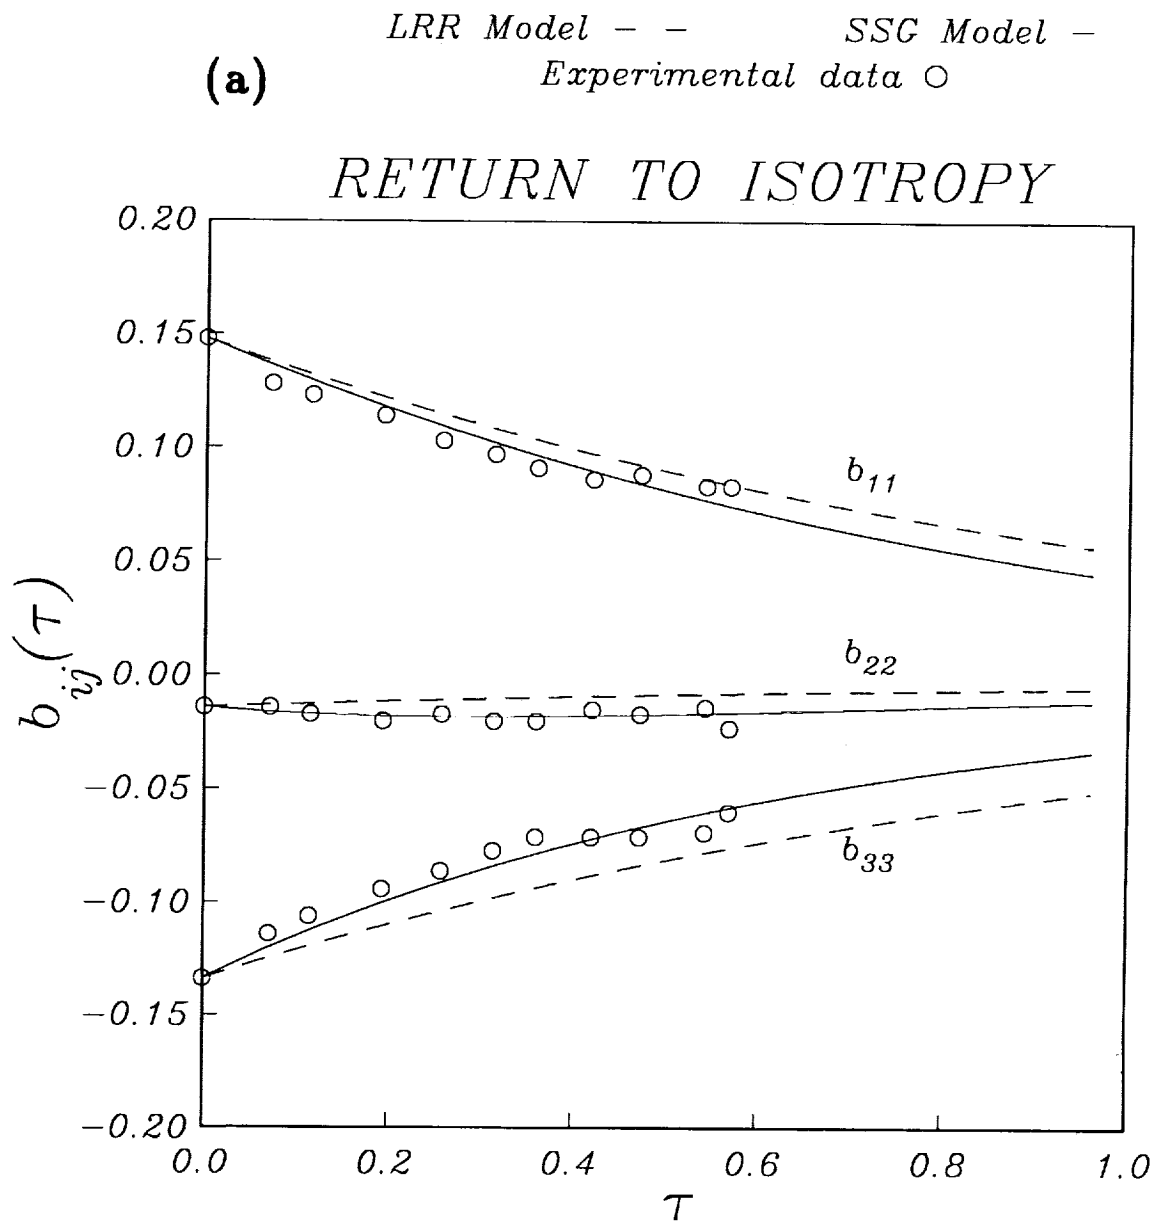 LRR Model – – SSG Model –
(a) Experimental data ○
RETURN TO ISOTROPY
0.20
0.15
0.10
0.05
0.00
−0.05
−0.10
−0.15
−0.20
b_ij(τ)
b_11
b_22
b_33
0.0 0.2 0.4 0.6 0.8 1.0
τ